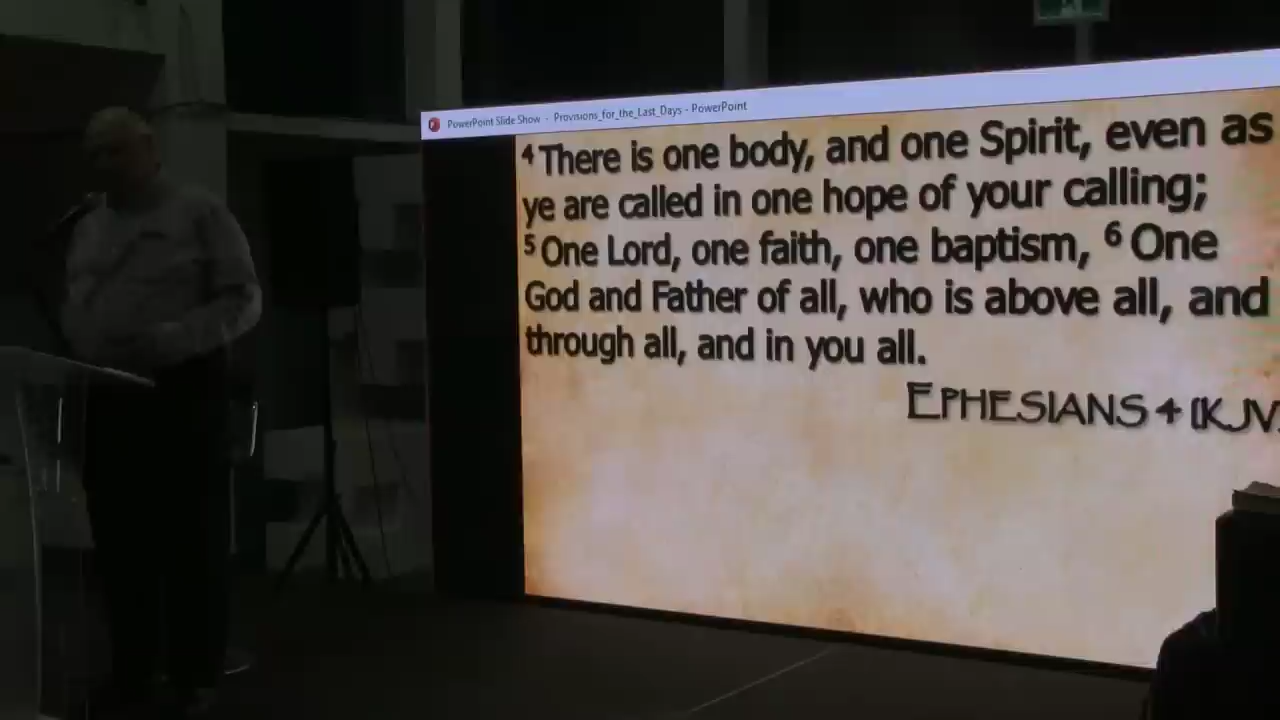 PowerPoint Slide Show - Provisions_for_the_Last_Days - PowerPoint
4 There is one body, and one Spirit, even as
ye are called in one hope of your calling;
5 One Lord, one faith, one baptism, 6 One
God and Father of all, who is above all, and
through all, and in you all.
EPHESIANS 4 (KJV)